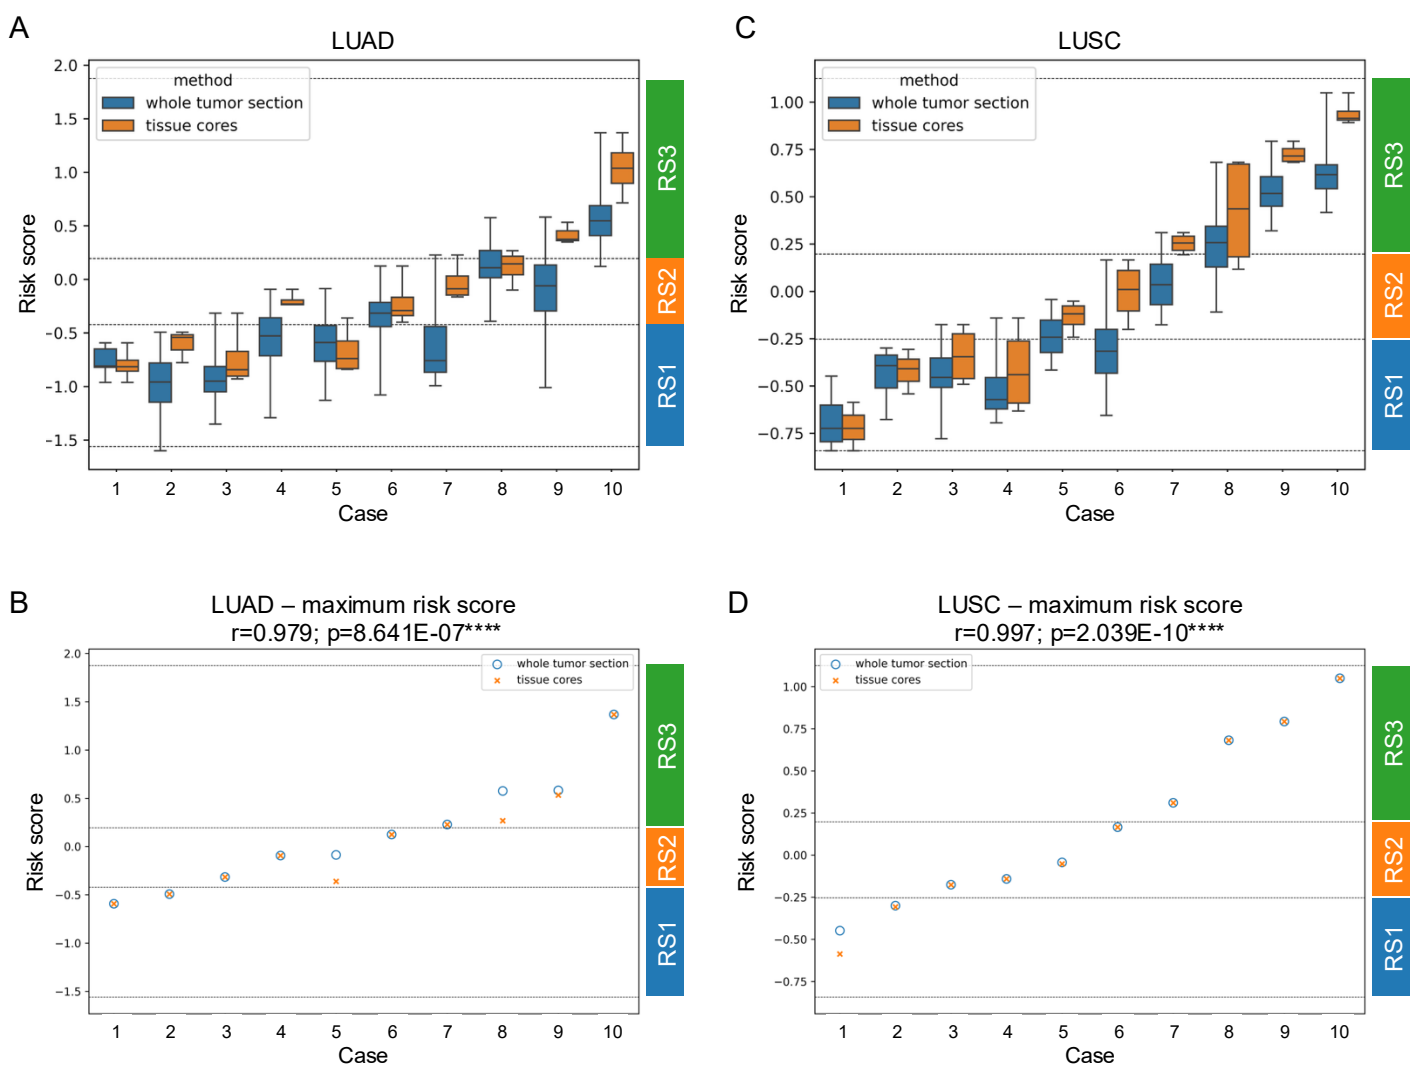 A
LUAD
2.0
1.5
1.0
0.5
0.0
−0.5
−1.0
−1.5
Risk score
method
whole tumor section
tissue cores
RS3
RS2
RS1
1 2 3 4 5 6 7 8 9 10
Case
C
LUSC
1.00
0.75
0.50
0.25
0.00
−0.25
−0.50
−0.75
Risk score
method
whole tumor section
tissue cores
RS3
RS2
RS1
1 2 3 4 5 6 7 8 9 10
Case
B
LUAD – maximum risk score
r=0.979; p=8.641E-07****
2.0
1.5
1.0
0.5
0.0
−0.5
−1.0
−1.5
Risk score
whole tumor section
tissue cores
RS3
RS2
RS1
1 2 3 4 5 6 7 8 9 10
Case
D
LUSC – maximum risk score
r=0.997; p=2.039E-10****
1.00
0.75
0.50
0.25
0.00
−0.25
−0.50
−0.75
Risk score
whole tumor section
tissue cores
RS3
RS2
RS1
1 2 3 4 5 6 7 8 9 10
Case